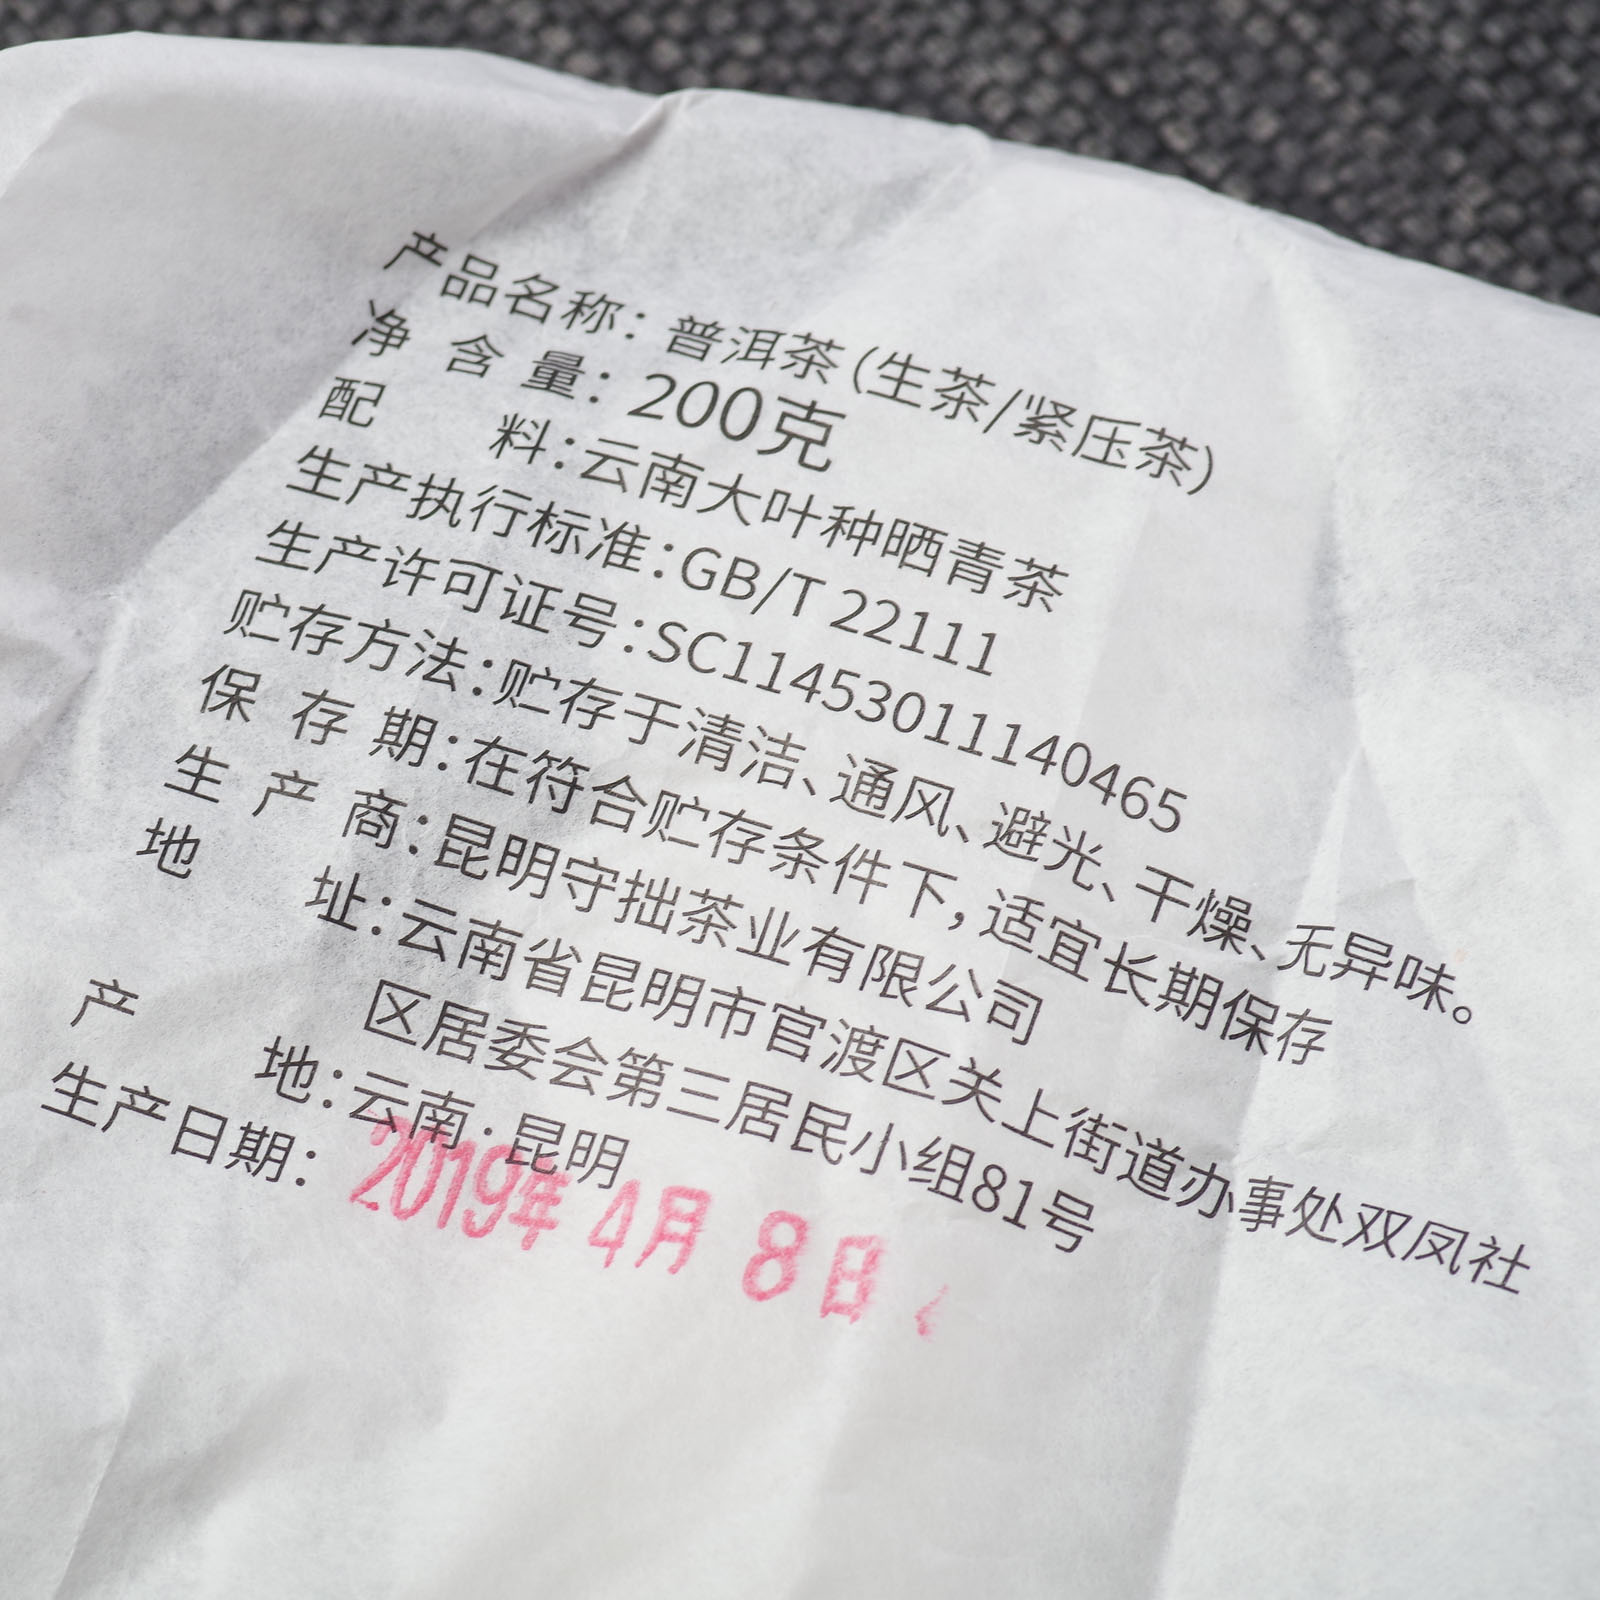 产品名称：普洱茶（生茶/紧压茶）
净含量：200克
配料：云南大叶种晒青茶
生产执行标准：GB/T 22111
生产许可证号：SC11453011140465
贮存方法：贮存于清洁、通风、避光、干燥、无异味。
保存期：在符合贮存条件下，适宜长期保存
生产商：昆明守拙茶业有限公司
地址：云南省昆明市官渡区关上街道办事处双凤社
区居委会第三居民小组81号
产地：云南·昆明
生产日期：2019年 4月 8日